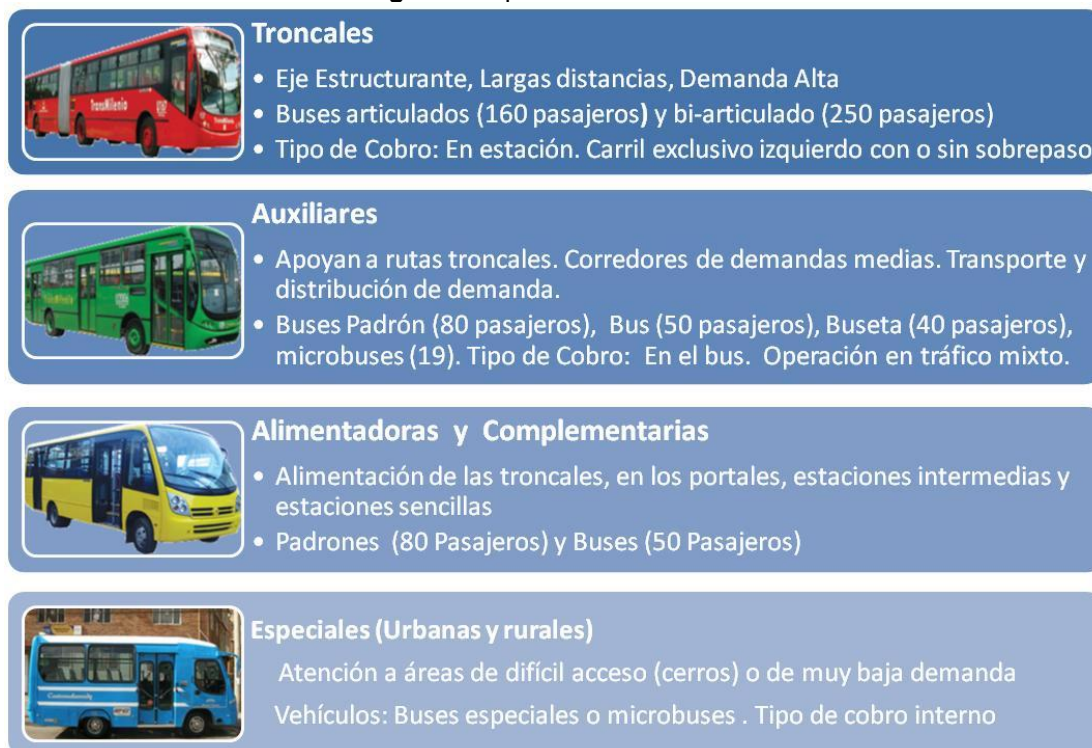 Troncales
• Eje Estructurante, Largas distancias, Demanda Alta
• Buses articulados (160 pasajeros) y bi-articulado (250 pasajeros)
• Tipo de Cobro: En estación. Carril exclusivo izquierdo con o sin sobrepaso
TransMilenio
Auxiliares
• Apoyan a rutas troncales. Corredores de demandas medias. Transporte y
distribución de demanda.
• Buses Padrón (80 pasajeros), Bus (50 pasajeros), Buseta (40 pasajeros),
microbuses (19). Tipo de Cobro: En el bus. Operación en tráfico mixto.
Alimentadoras y Complementarias
• Alimentación de las troncales, en los portales, estaciones intermedias y
estaciones sencillas
• Padrones (80 Pasajeros) y Buses (50 Pasajeros)
Especiales (Urbanas y rurales)
Atención a áreas de difícil acceso (cerros) o de muy baja demanda
Vehículos: Buses especiales o microbuses . Tipo de cobro interno